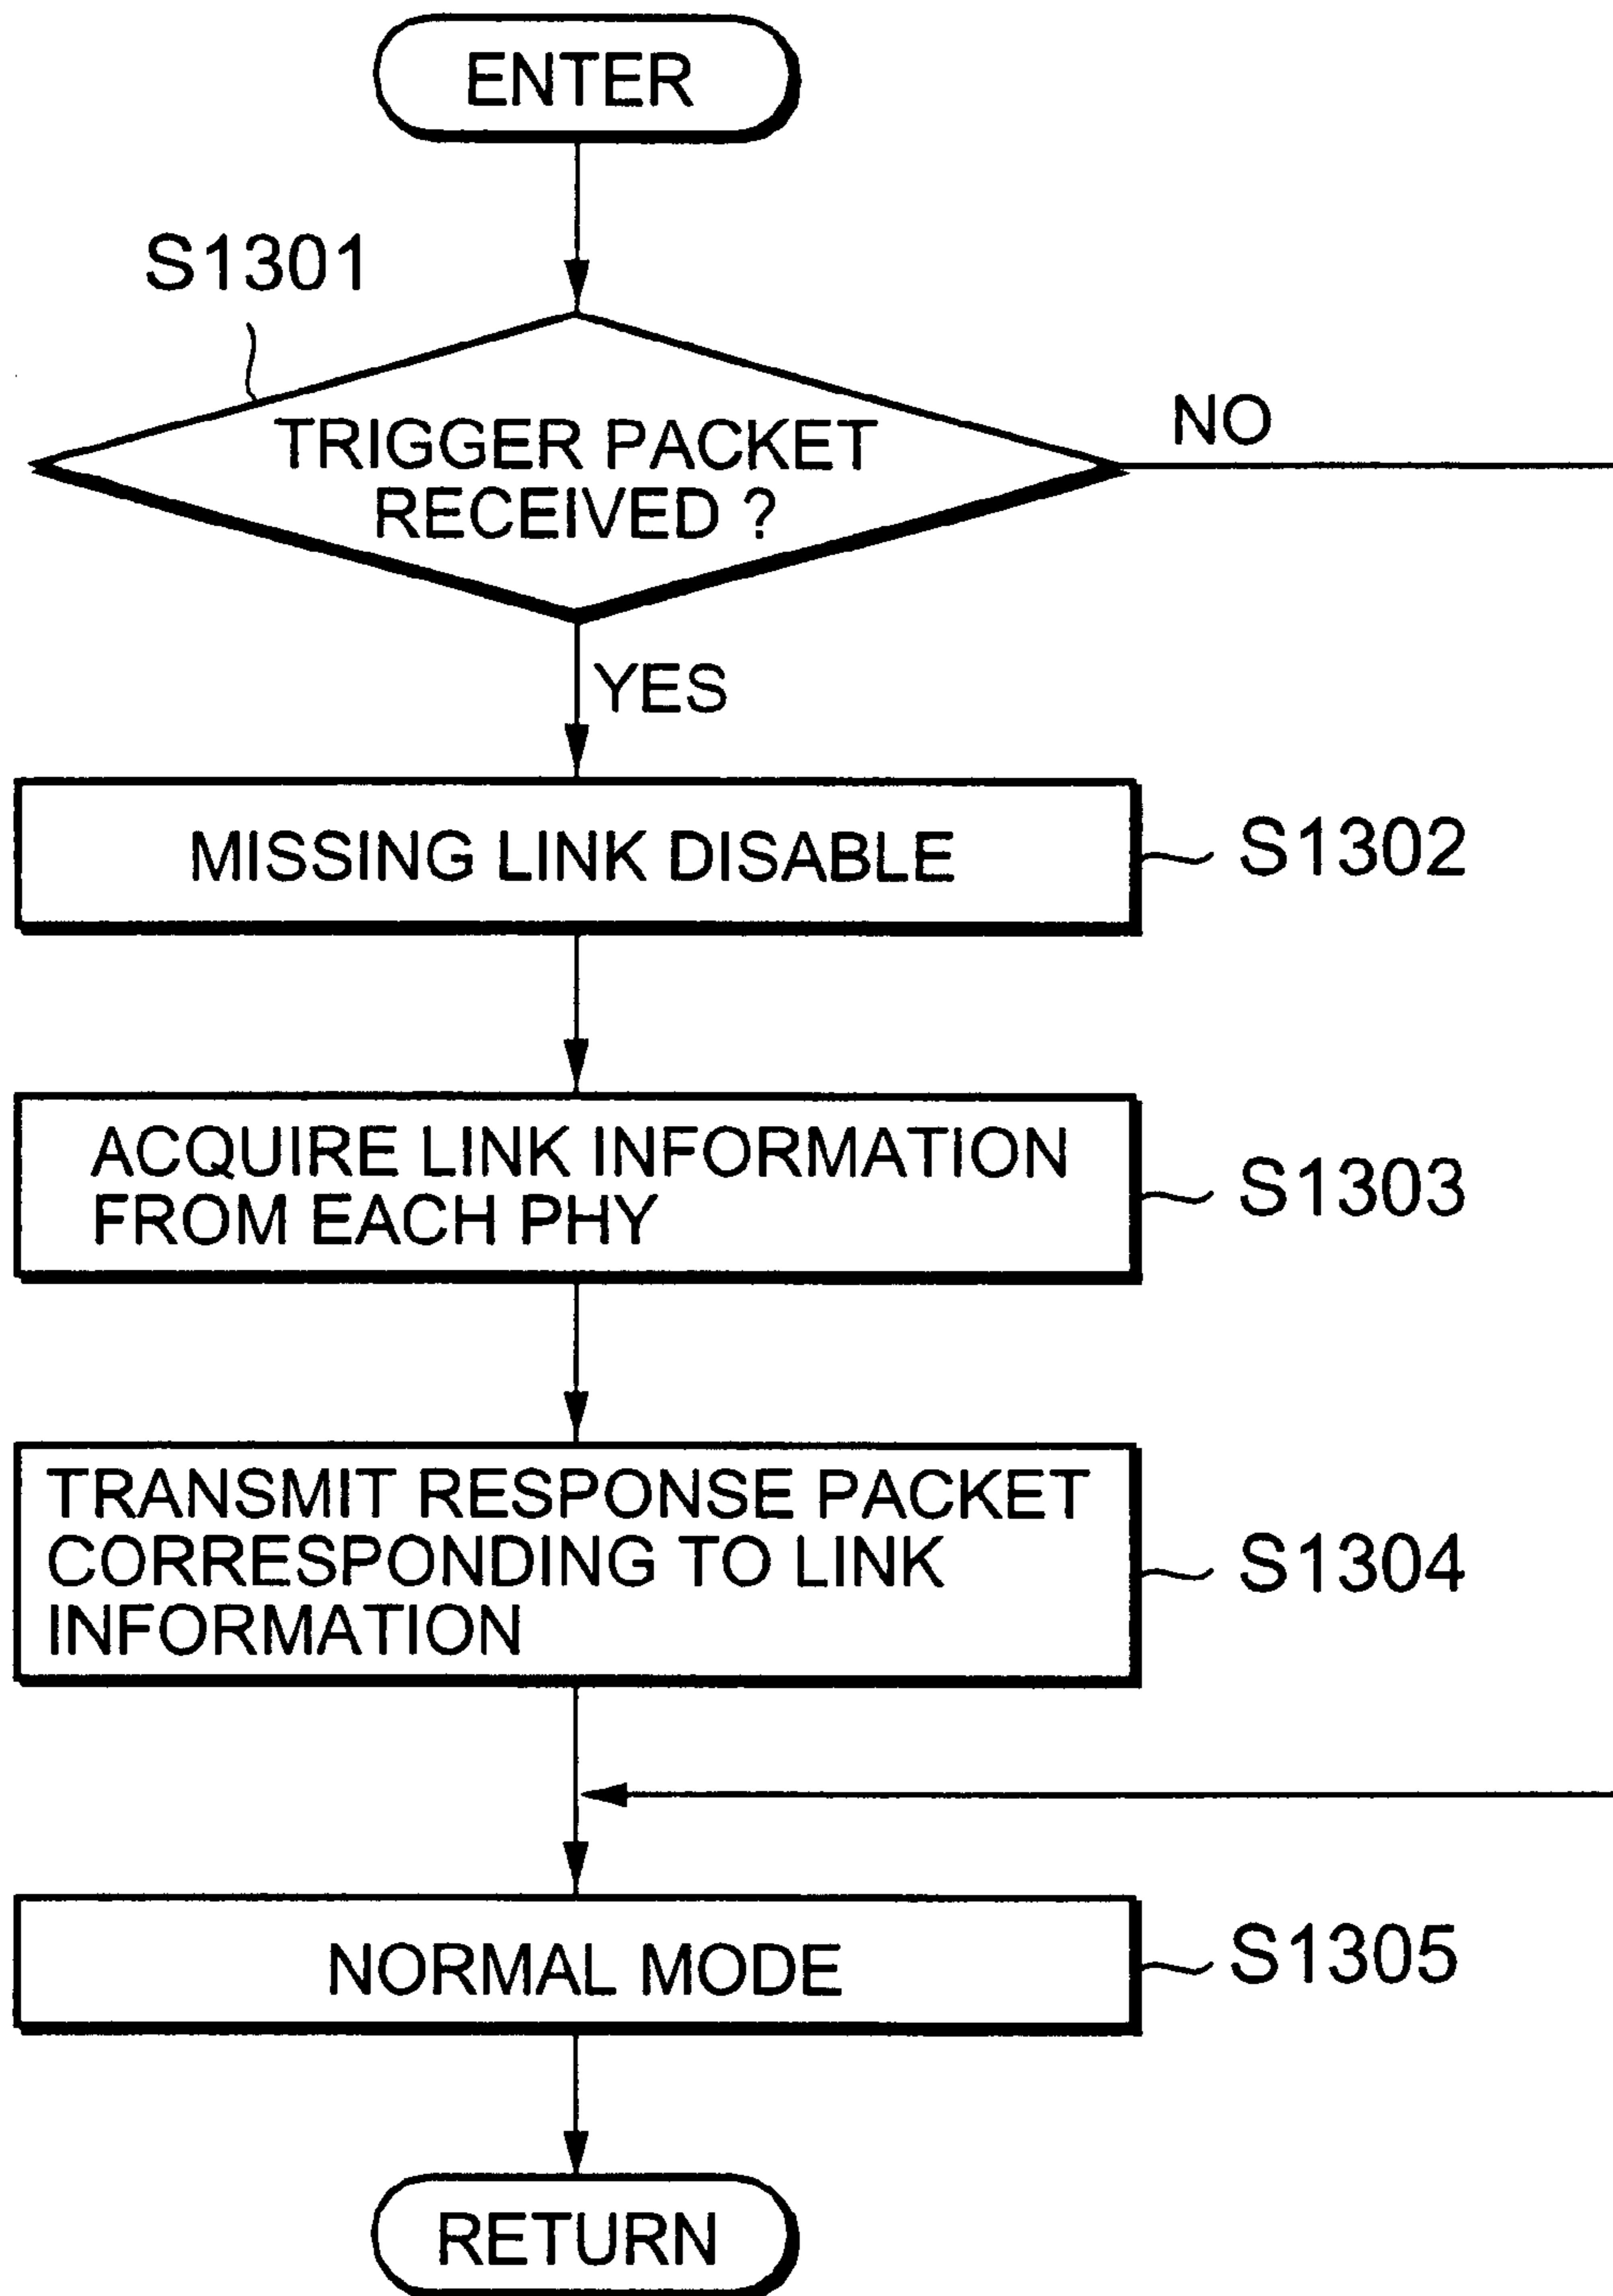 ENTER
S1301
TRIGGER PACKET
RECEIVED ?
NO
YES
MISSING LINK DISABLE
S1302
ACQUIRE LINK INFORMATION
FROM EACH PHY
S1303
TRANSMIT RESPONSE PACKET
CORRESPONDING TO LINK
INFORMATION
S1304
NORMAL MODE
S1305
RETURN